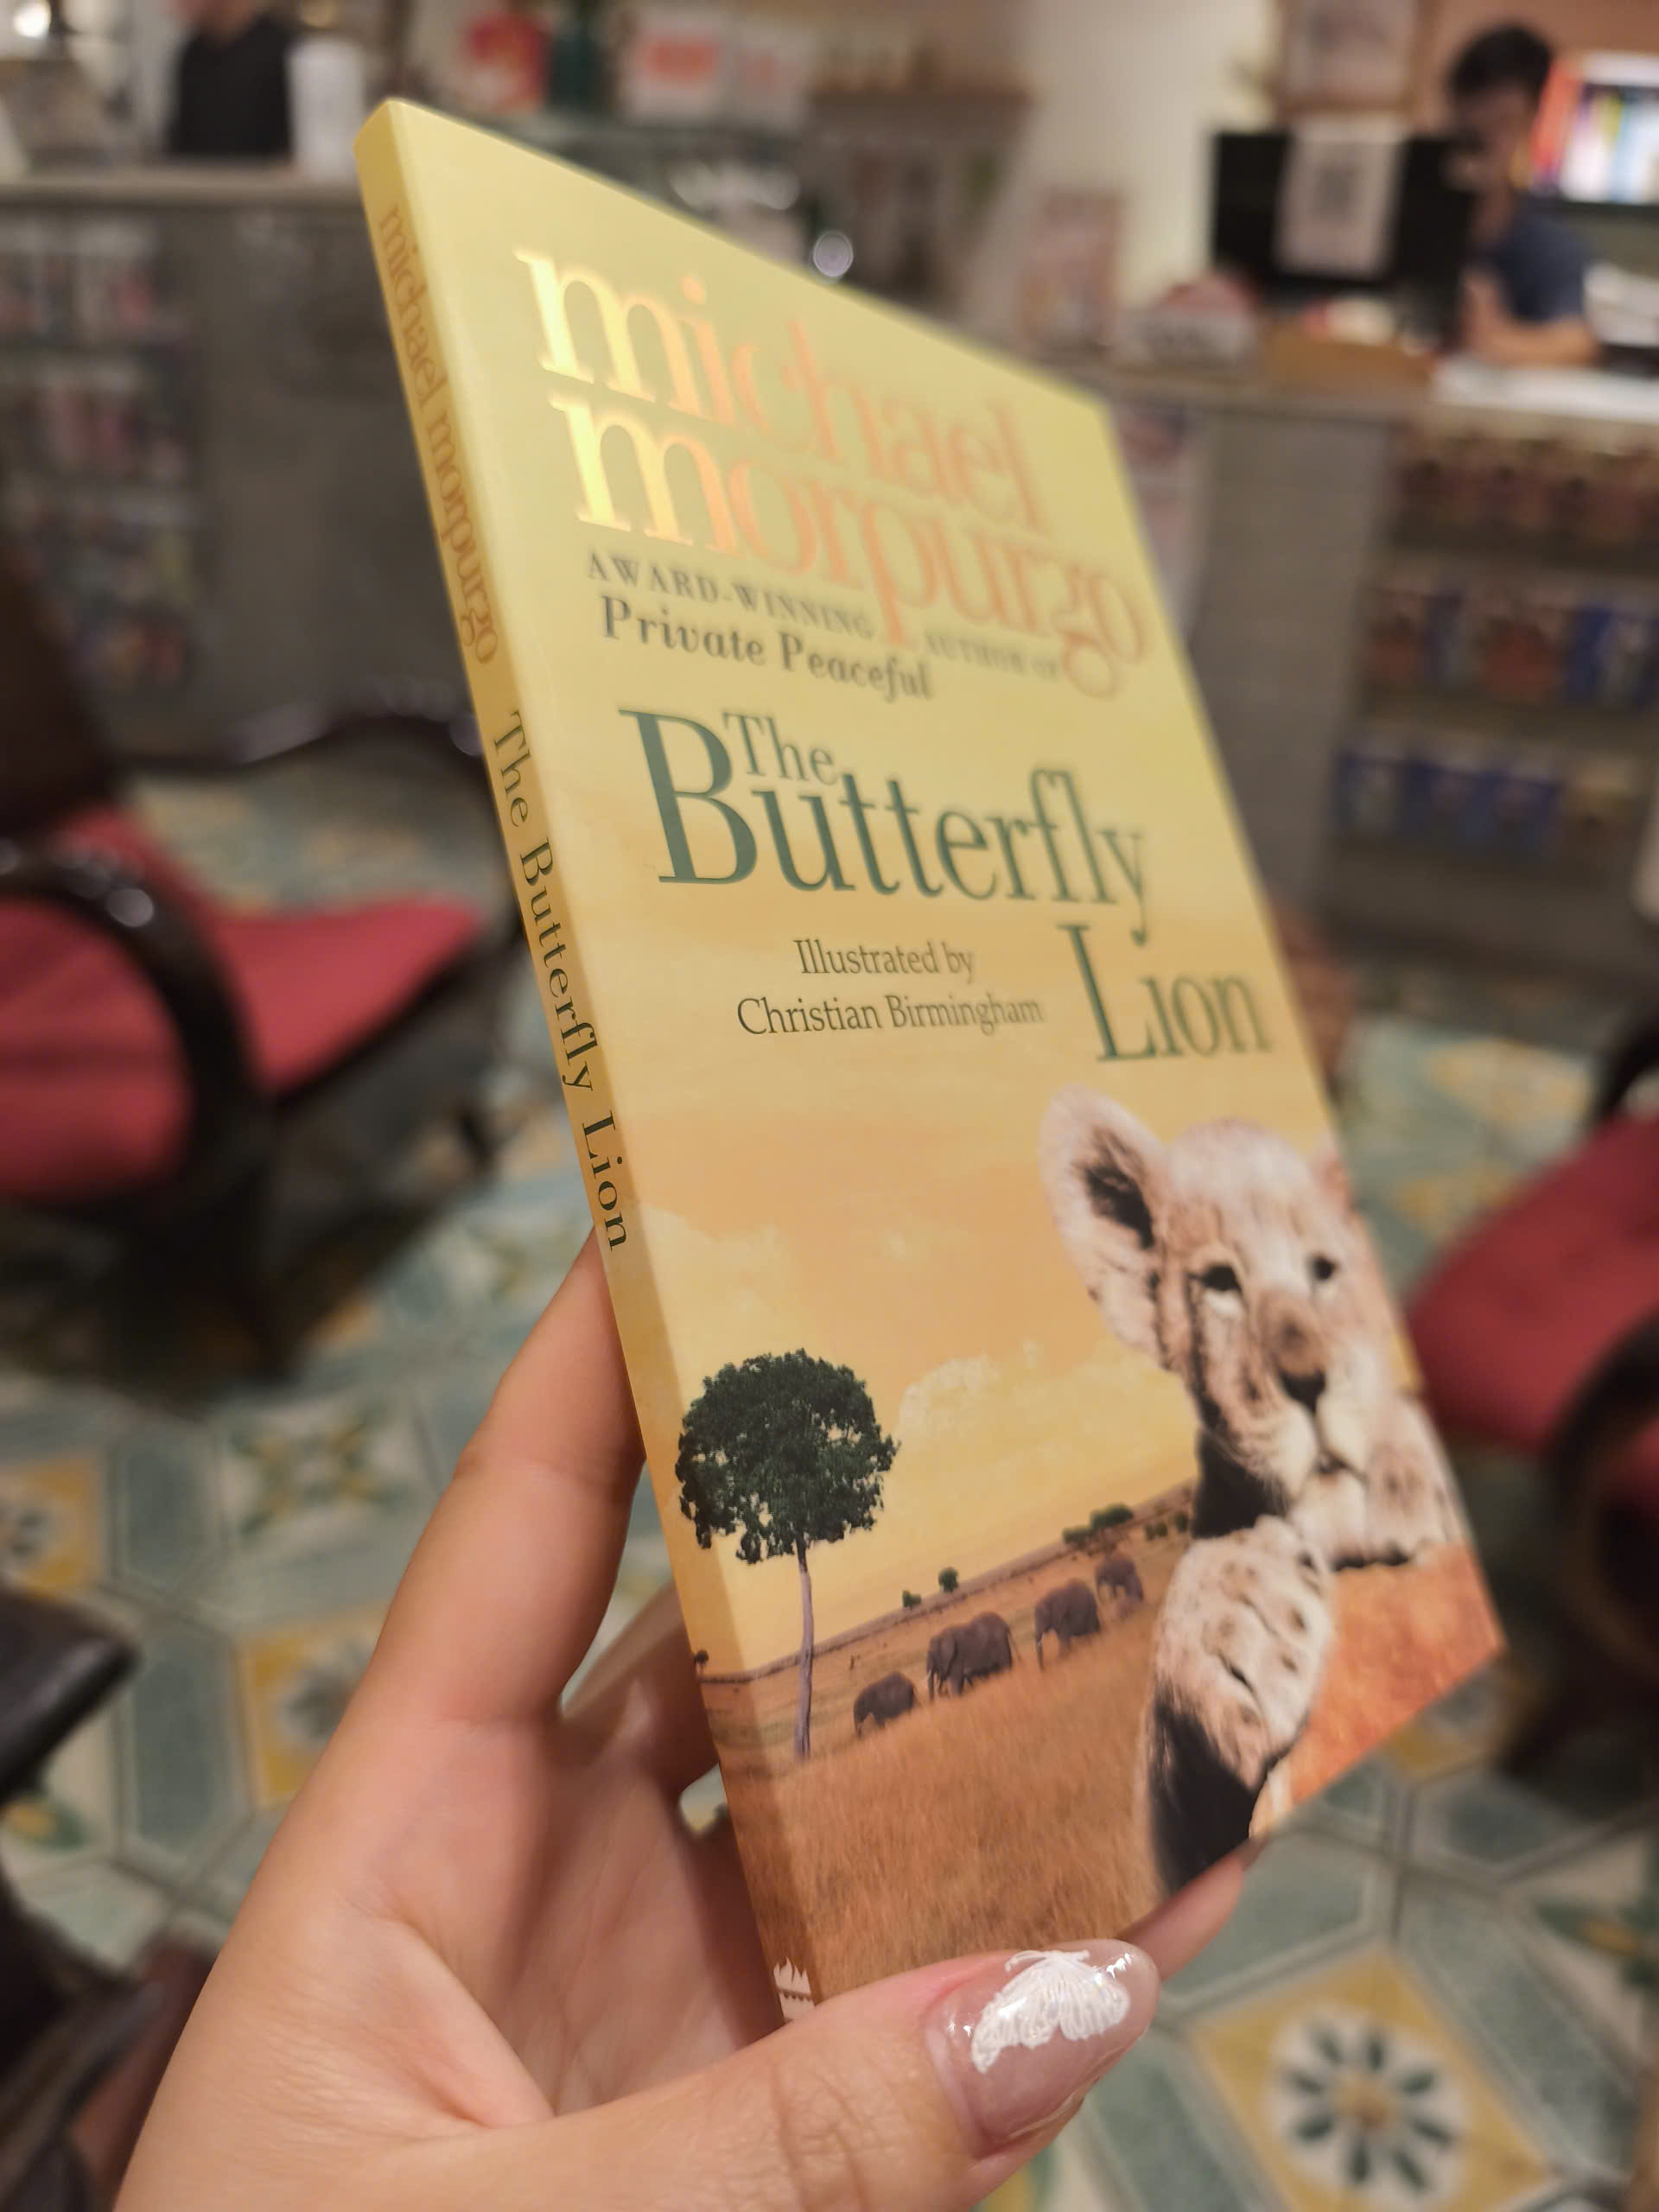 michael
morpurgo
AWARD-WINNING AUTHOR OF
Private Peaceful
The
Butterfly
Lion
Illustrated by
Christian Birmingham
michael morpurgo The Butterfly Lion